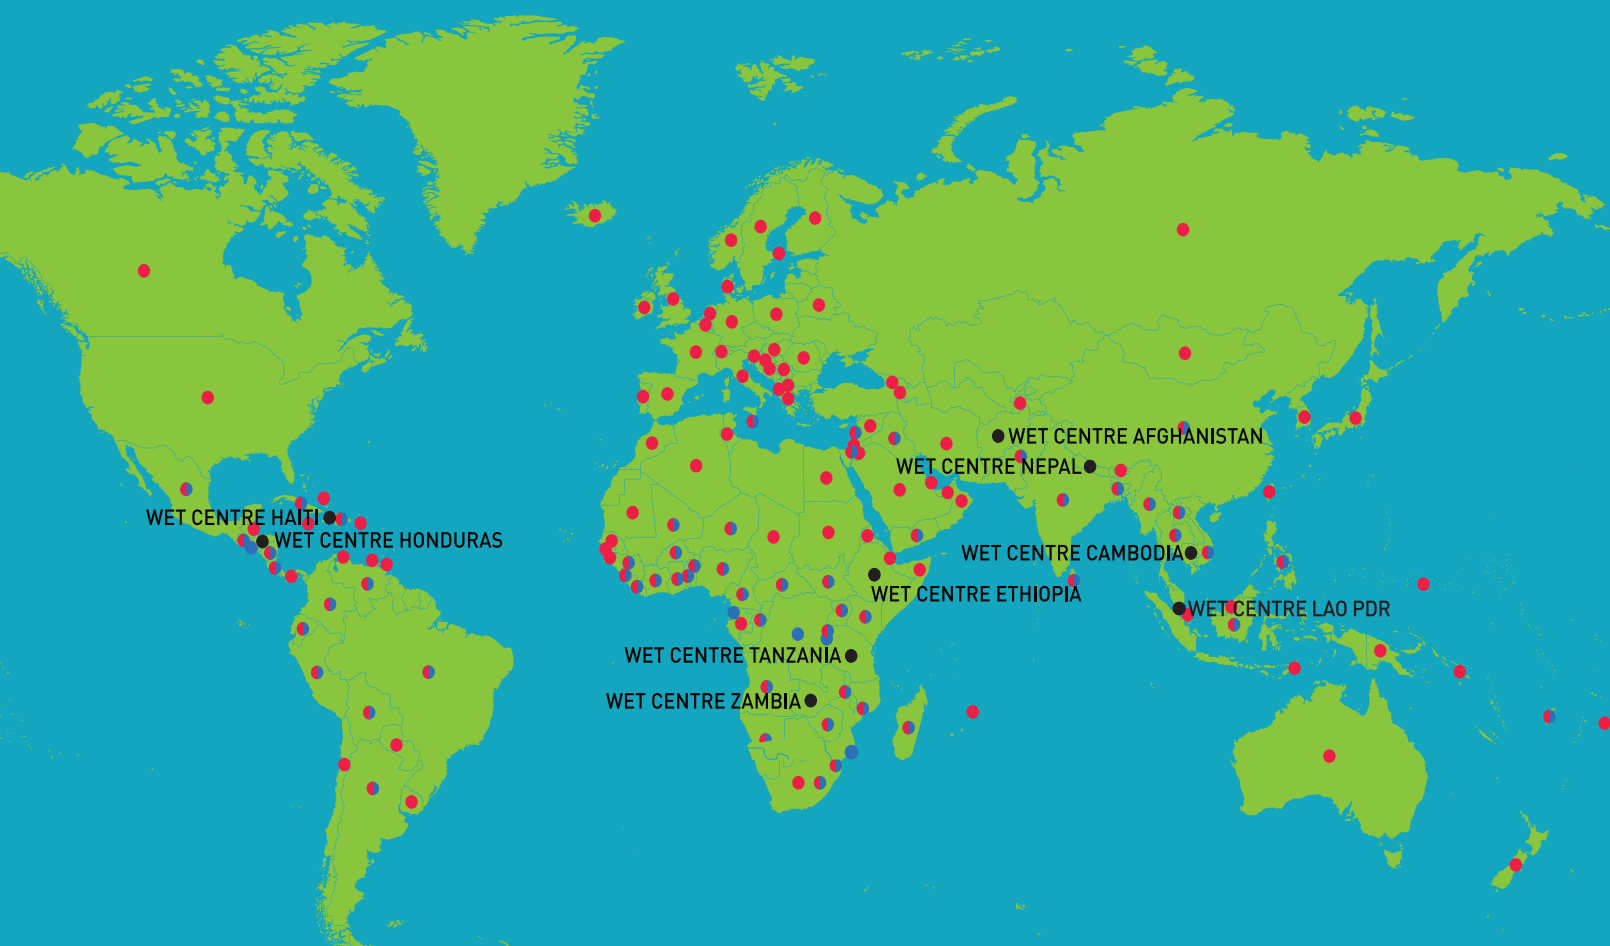 WET CENTRE AFGHANISTAN
WET CENTRE NEPAL
WET CENTRE HAITI
WET CENTRE HONDURAS
WET CENTRE CAMBODIA
WET CENTRE ETHIOPIA
WET CENTRE LAO PDR
WET CENTRE TANZANIA
WET CENTRE ZAMBIA